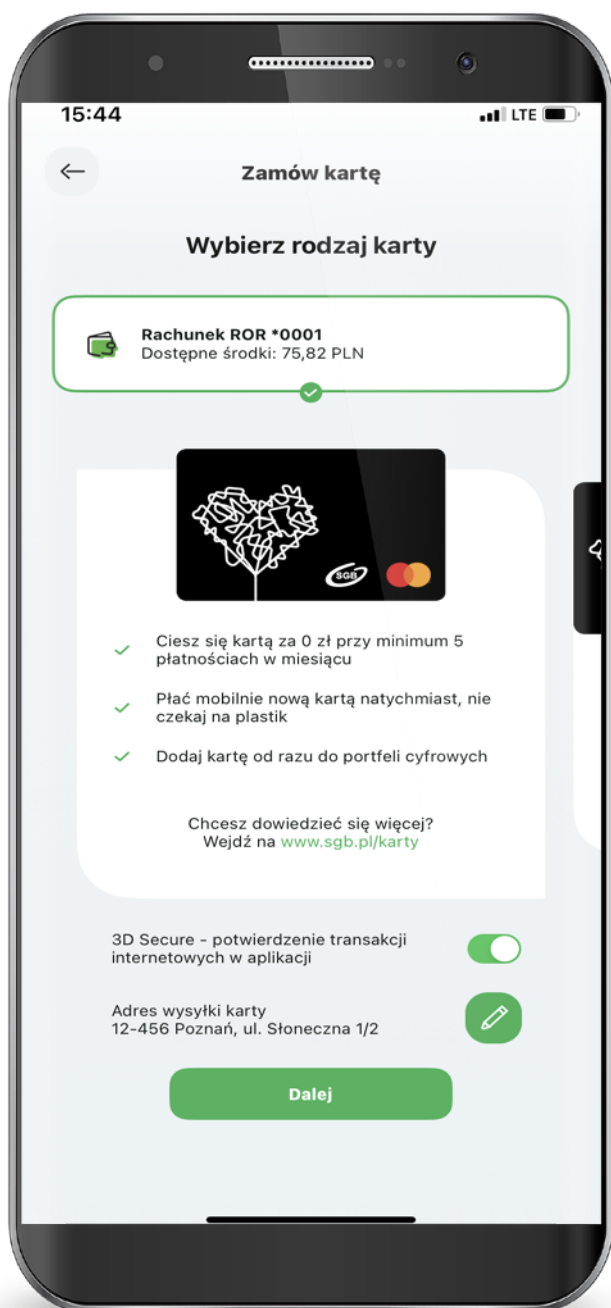 15:44
LTE
Zamów kartę
Wybierz rodzaj karty
Rachunek ROR *0001
Dostępne środki: 75,82 PLN
SGB
Ciesz się kartą za 0 zł przy minimum 5
płatnościach w miesiącu
Płać mobilnie nową kartą natychmiast, nie
czekaj na plastik
Dodaj kartę od razu do portfeli cyfrowych
Chcesz dowiedzieć się więcej?
Wejdź na www.sgb.pl/karty
3D Secure - potwierdzenie transakcji
internetowych w aplikacji
Adres wysyłki karty
12-456 Poznań, ul. Słoneczna 1/2
Dalej